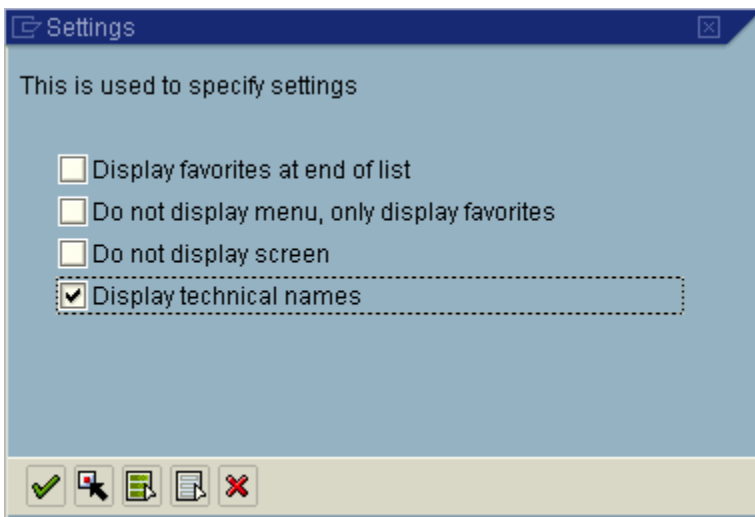 Settings
This is used to specify settings
Display favorites at end of list
Do not display menu, only display favorites
Do not display screen
Display technical names